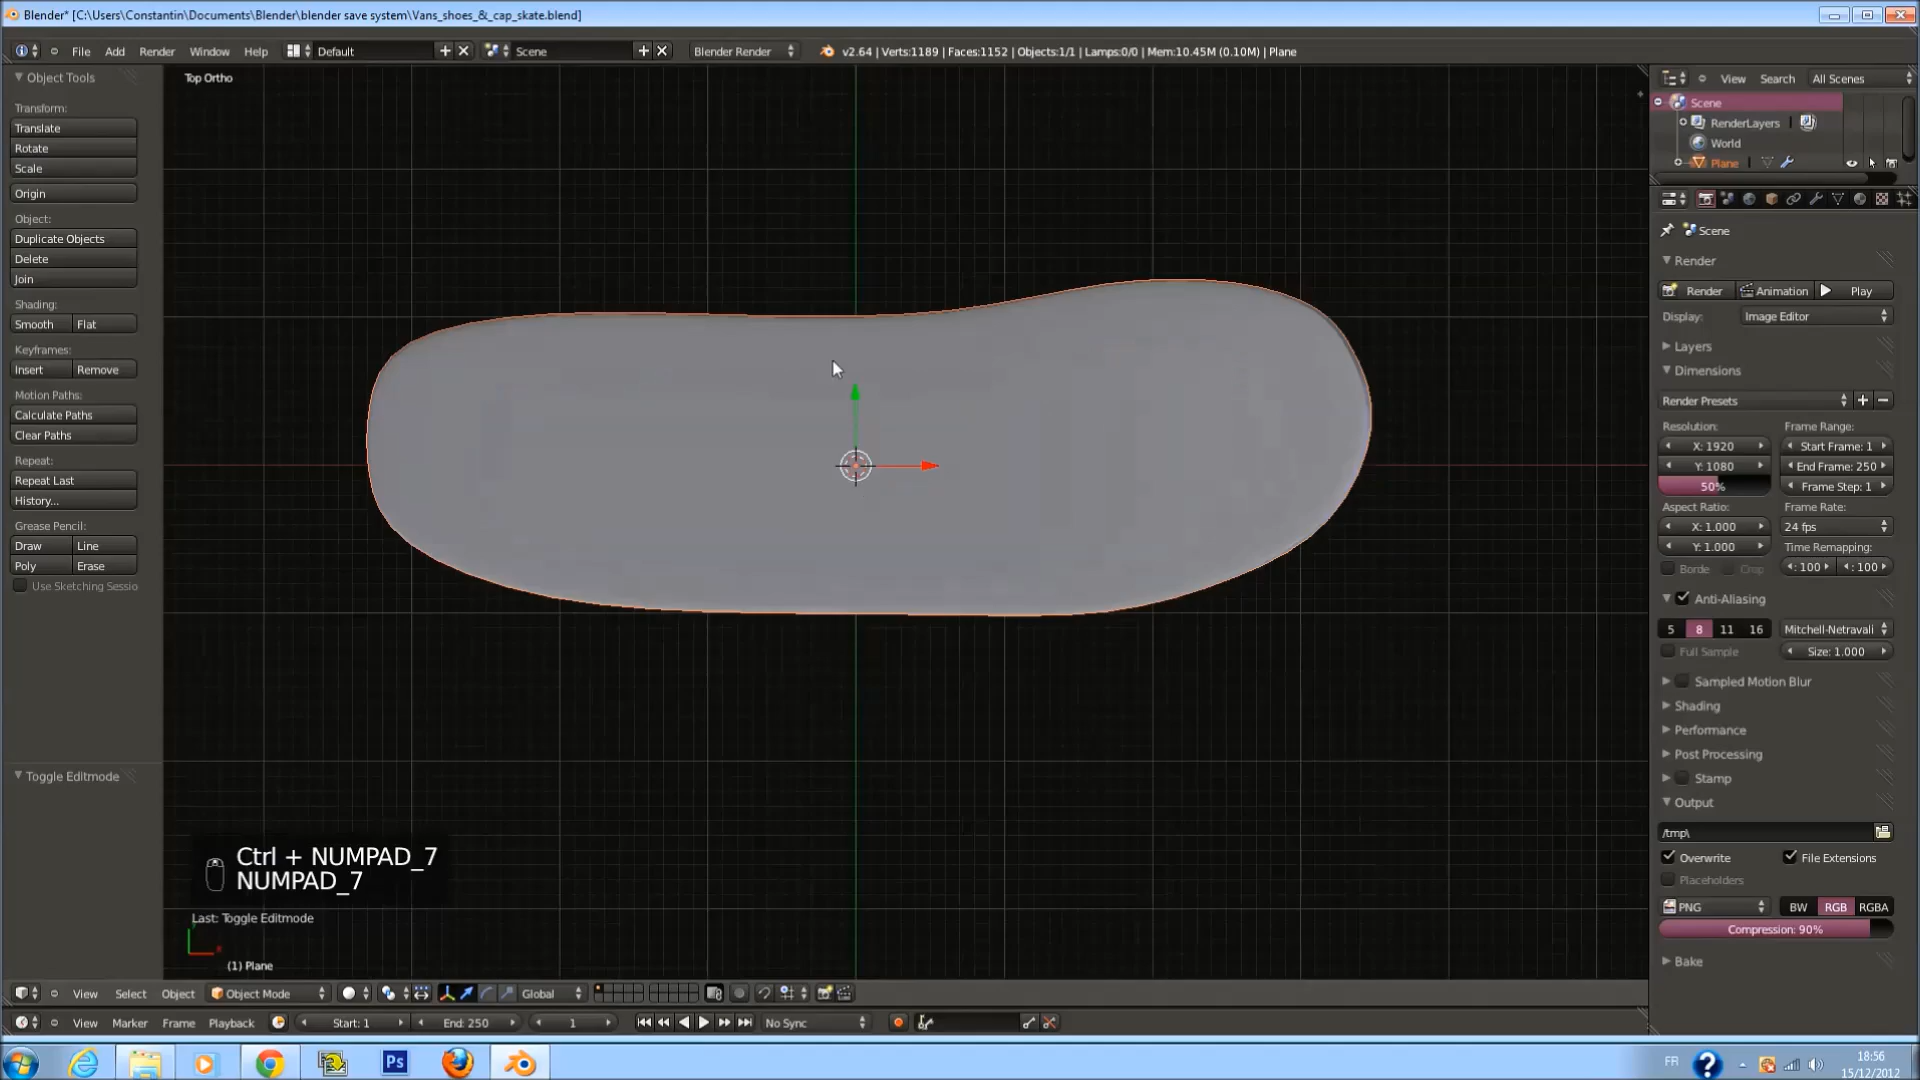 Blender* [C:\Users\Constantin\Documents\Blender\blender save system\Vans_shoes_&_cap_skate.blend]
File Add Render Window Help Default Scene Blender Render v2.64 | Verts:1189 | Faces:1152 | Objects:1/1 | Lamps:0/0 | Mem:10.45M (0.10M) | Plane
Object Tools
Transform:
Translate
Rotate
Scale
Origin
Object:
Duplicate Objects
Delete
Join
Shading:
Smooth Flat
Keyframes:
Insert Remove
Motion Paths:
Calculate Paths
Clear Paths
Repeat:
Repeat Last
History...
Grease Pencil:
Draw Line
Poly Erase
Use Sketching Sessio
Toggle Editmode
Top Ortho
Ctrl + NUMPAD_7
NUMPAD_7
Last: Toggle Editmode
(1) Plane
View Search All Scenes
Scene
RenderLayers
World
Plane
Scene
Render
Render Animation Play
Display: Image Editor
Layers
Dimensions
Render Presets
Resolution: Frame Range:
X: 1920 Start Frame: 1
Y: 1080 End Frame: 250
50% Frame Step: 1
Aspect Ratio: Frame Rate:
X: 1.000 24 fps
Y: 1.000 Time Remapping:
Borde Crop : 100 : 100
Anti-Aliasing
5 8 11 16 Mitchell-Netravali
Full Sample Size: 1.000
Sampled Motion Blur
Shading
Performance
Post Processing
Stamp
Output
/tmp\
Overwrite File Extensions
Placeholders
PNG BW RGB RGBA
Compression: 90%
Bake
View Select Object Object Mode Global
View Marker Frame Playback Start: 1 End: 250 1 No Sync
Ps FR ? 18:56
15/12/2012